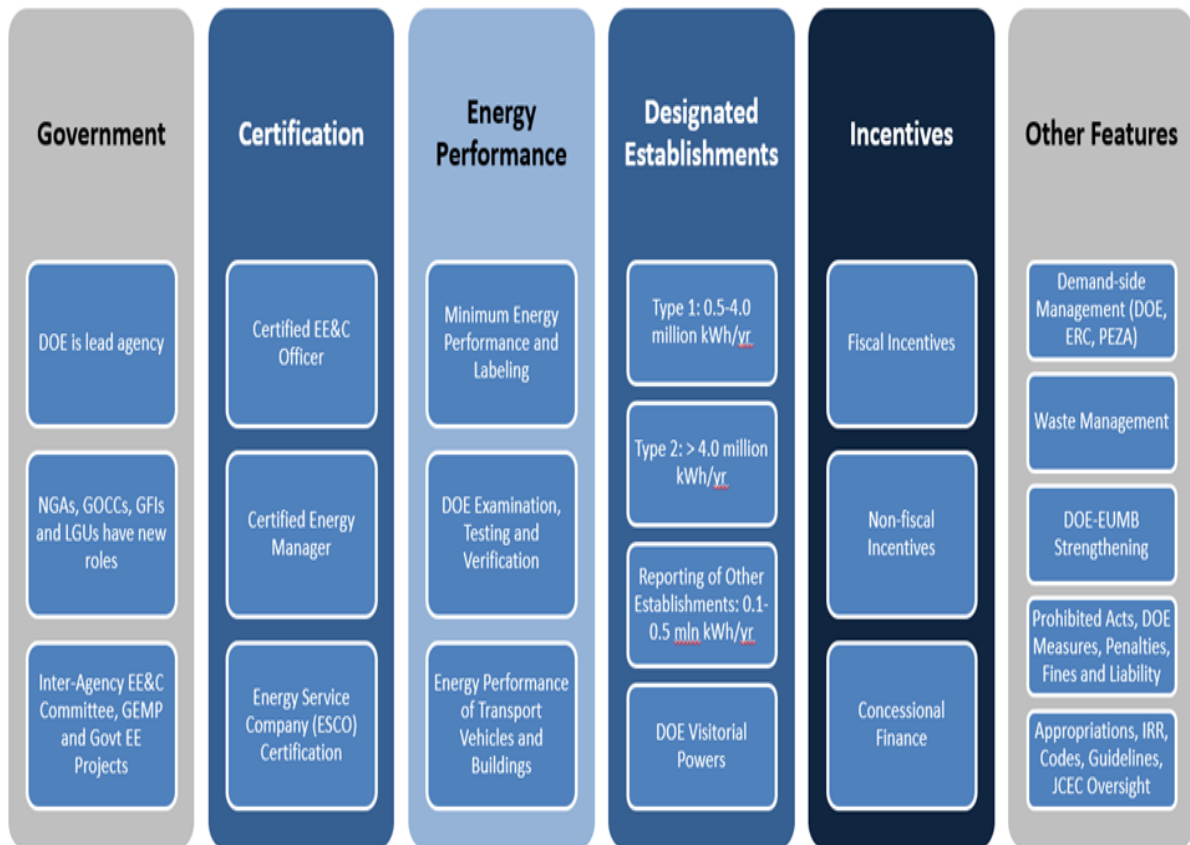 Government
DOE is lead agency
NGAs, GOCCs, GFIs
and LGUs have new
roles
Inter-Agency EE&C
Committee, GEMP
and Govt EE
Projects
Certification
Certified EE&C
Officer
Certified Energy
Manager
Energy Service
Company (ESCO)
Certification
Energy
Performance
Minimum Energy
Performance and
Labeling
DOE Examination,
Testing and
Verification
Energy Performance
of Transport
Vehicles and
Buildings
Designated
Establishments
Type 1: 0.5-4.0
million kWh/yr
Type 2: > 4.0 million
kWh/yr
Reporting of Other
Establishments: 0.1-
0.5 mln kWh/yr
DOE Visitorial
Powers
Incentives
Fiscal Incentives
Non-fiscal
Incentives
Concessional
Finance
Other Features
Demand-side
Management (DOE,
ERC, PEZA)
Waste Management
DOE-EUMB
Strengthening
Prohibited Acts, DOE
Measures, Penalties,
Fines and Liability
Appropriations, IRR,
Codes, Guidelines,
JCEC Oversight